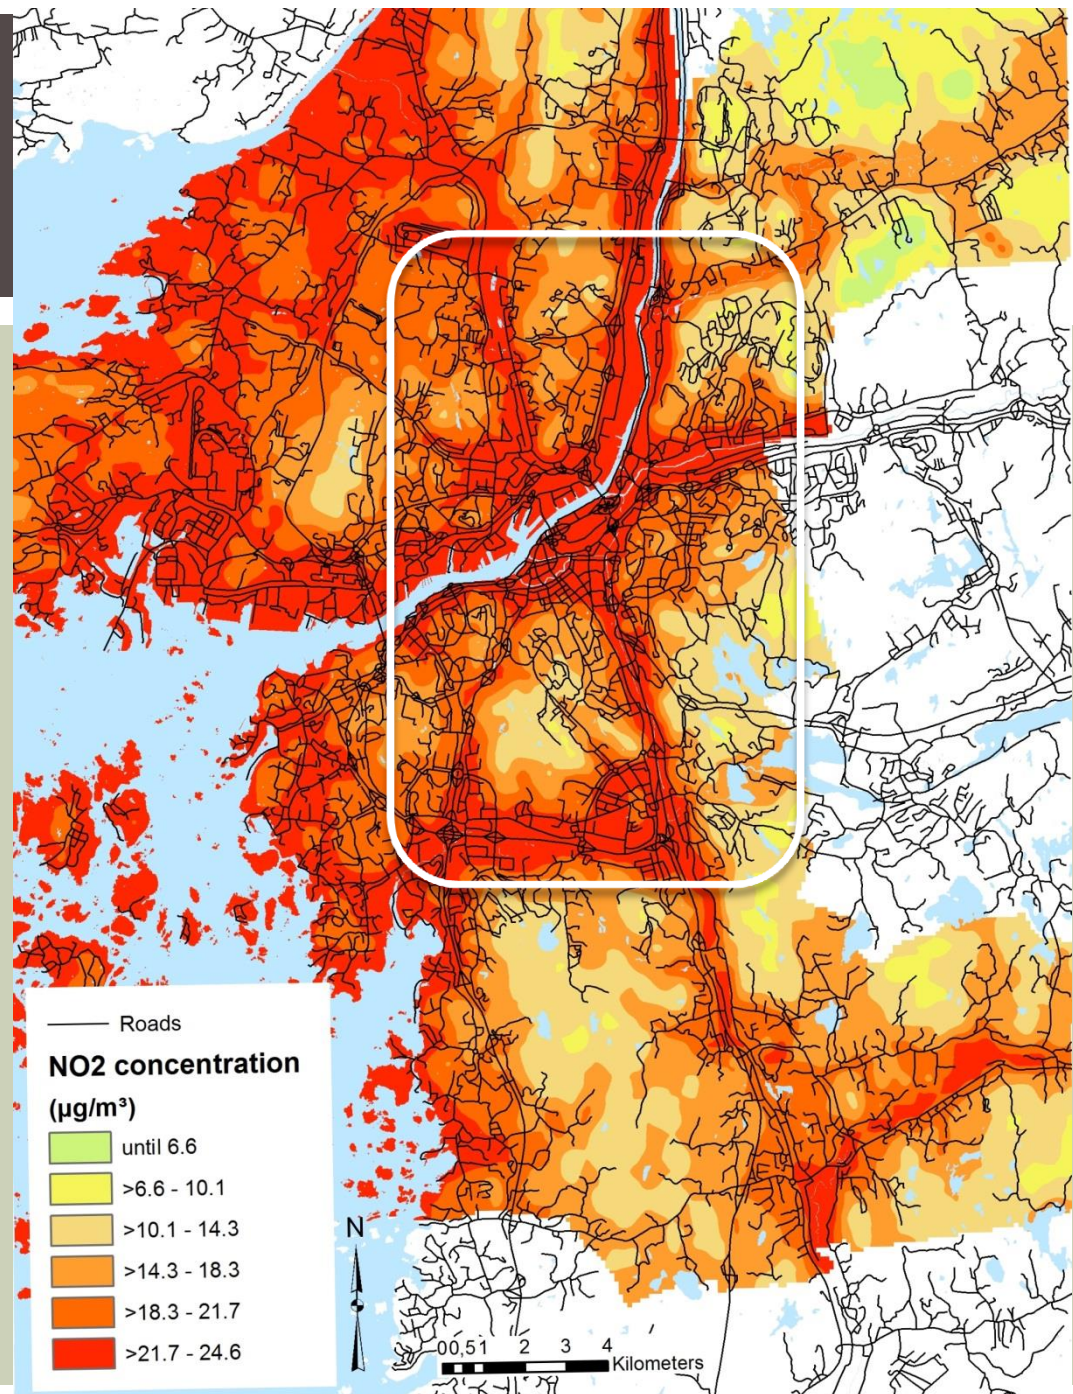 Roads
NO2 concentration
(µg/m³)
until 6.6
>6.6 - 10.1
>10.1 - 14.3
>14.3 - 18.3
>18.3 - 21.7
>21.7 - 24.6
N
00,51 2 3 4
Kilometers